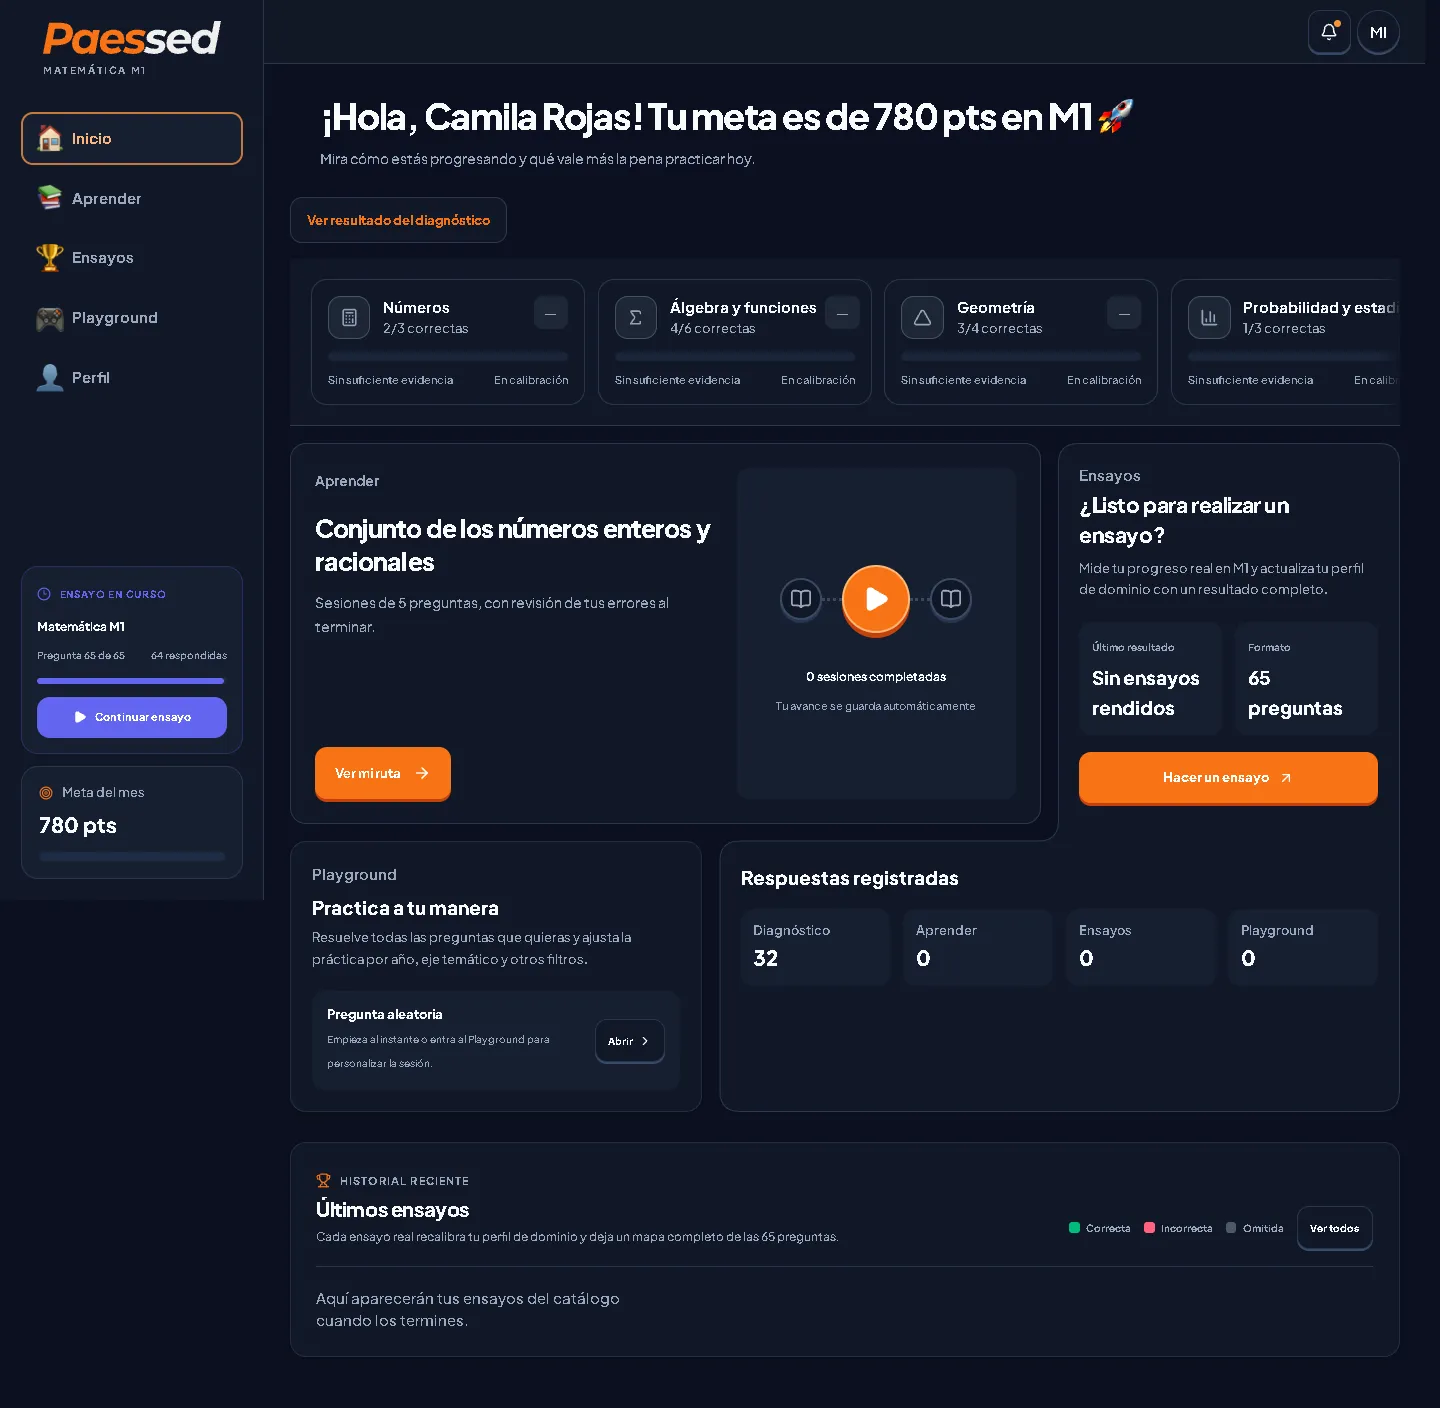 Paessed
MATEMÁTICA M1
Inicio
Aprender
Ensayos
Playground
Perfil
ENSAYO EN CURSO
Matemática M1
Pregunta 65 de 65
64 respondidas
Continuar ensayo
Meta del mes
780 pts
MI
¡Hola, Camila Rojas! Tu meta es de 780 pts en M1 🚀
Mira cómo estás progresando y qué vale más la pena practicar hoy.
Ver resultado del diagnóstico
Números
2/3 correctas
—
Sin suficiente evidencia
En calibración
Álgebra y funciones
4/6 correctas
—
Sin suficiente evidencia
En calibración
Geometría
3/4 correctas
—
Sin suficiente evidencia
En calibración
Probabilidad y estadí
1/3 correctas
Sin suficiente evidencia
En calib
Aprender
Conjunto de los números enteros y
racionales
Sesiones de 5 preguntas, con revisión de tus errores al
terminar.
Ver mi ruta
0 sesiones completadas
Tu avance se guarda automáticamente
Ensayos
¿Listo para realizar un
ensayo?
Mide tu progreso real en M1 y actualiza tu perfil
de dominio con un resultado completo.
Último resultado
Sin ensayos
rendidos
Formato
65
preguntas
Hacer un ensayo
Playground
Practica a tu manera
Resuelve todas las preguntas que quieras y ajusta la
práctica por año, eje temático y otros filtros.
Pregunta aleatoria
Empieza al instante o entra al Playground para
personalizar la sesión.
Abrir
Respuestas registradas
Diagnóstico
32
Aprender
0
Ensayos
0
Playground
0
HISTORIAL RECIENTE
Últimos ensayos
Cada ensayo real recalibra tu perfil de dominio y deja un mapa completo de las 65 preguntas.
Correcta
Incorrecta
Omitida
Ver todos
Aquí aparecerán tus ensayos del catálogo
cuando los termines.